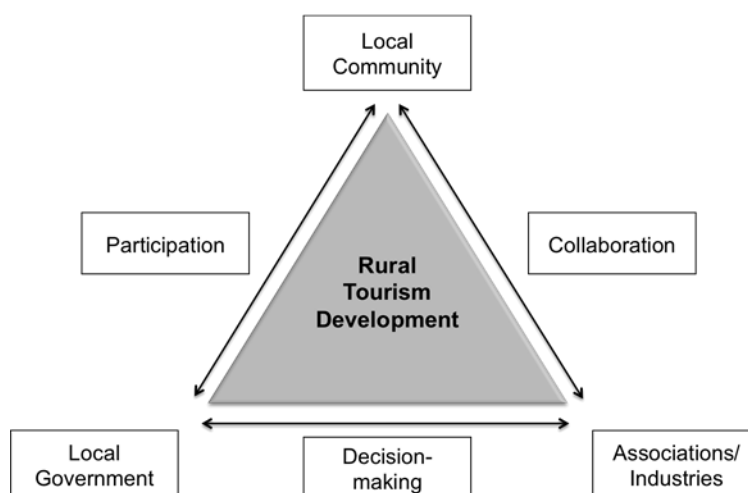 Local
Community
Participation
Collaboration
Rural
Tourism
Development
Local
Government
Decision-
making
Associations/
Industries